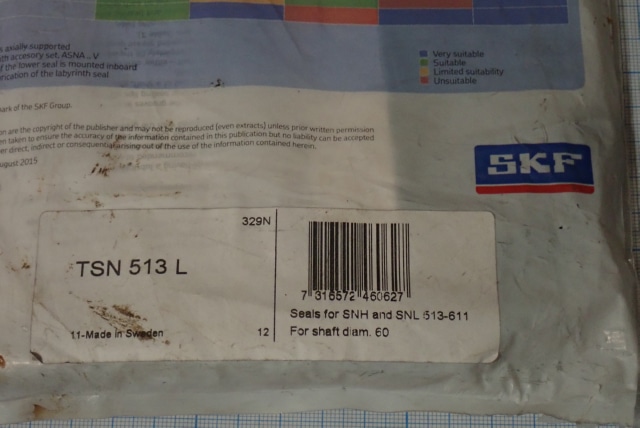 s axially supported
th accesory set, ASNA .. V
f the lower seal is mounted inboard
rication of the labyrinth seal
Very suitable
Suitable
Limited suitability
Unsuitable
ark of the SKF Group.
on are the copyright of the publisher and may not be reproduced (even extracts) unless prior written permission
en taken to ensure the accuracy of the information contained in this publication but no liability can be accepted
er direct, indirect or consequential arising out of the use of the information contained herein.
ugust 2015
SKF
329N
TSN 513 L
11-Made in Sweden
12
7 316572 460627
Seals for SNH and SNL 513-611
For shaft diam. 60